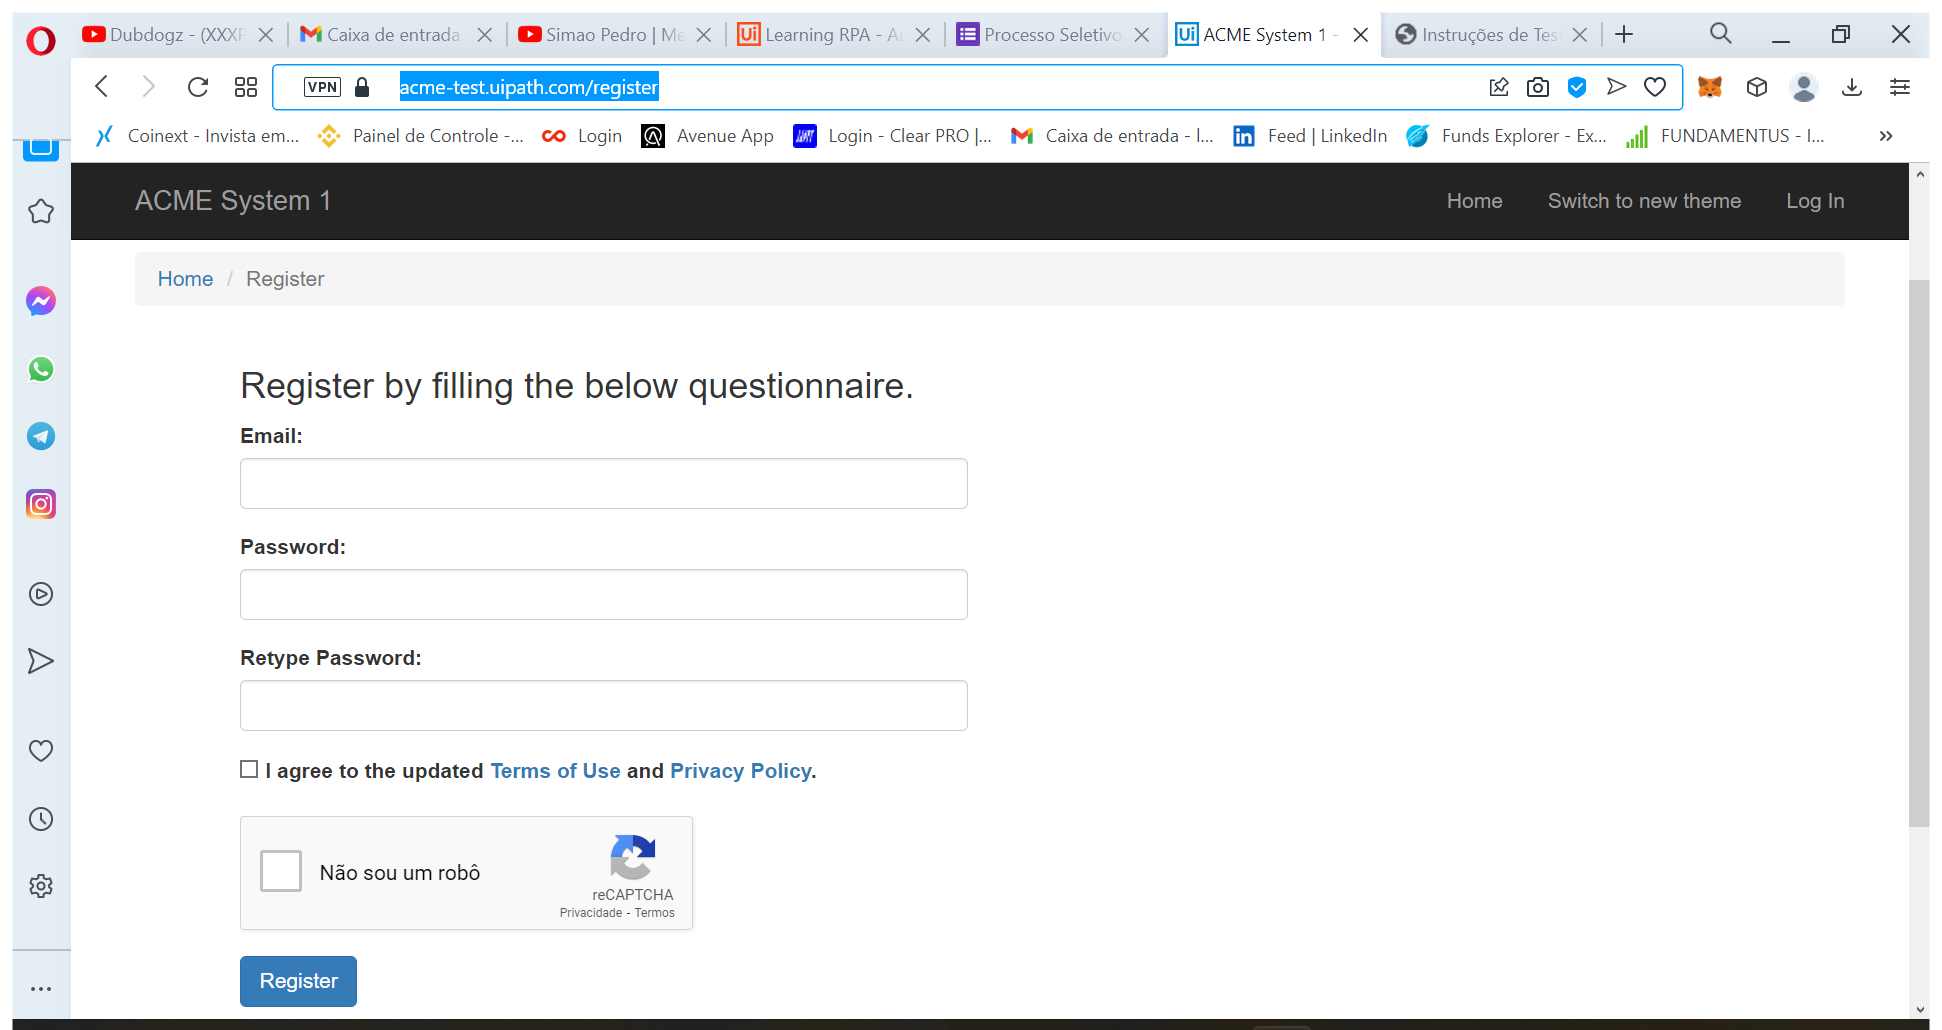 Dubdogz - (XXXP
Caixa de entrada
Simao Pedro | Me
Ui Learning RPA - Au
Processo Seletivo
Ui ACME System 1 -
Instruções de Tes
VPN acme-test.uipath.com/register
Coinext - Invista em...
Painel de Controle -...
Login
Avenue App
Login - Clear PRO |...
Caixa de entrada - l...
in Feed | LinkedIn
Funds Explorer - Ex...
FUNDAMENTUS - I...
ACME System 1
Home
Switch to new theme
Log In
Home / Register
Register by filling the below questionnaire.
Email:
Password:
Retype Password:
I agree to the updated Terms of Use and Privacy Policy.
Não sou um robô
reCAPTCHA
Privacidade - Termos
Register